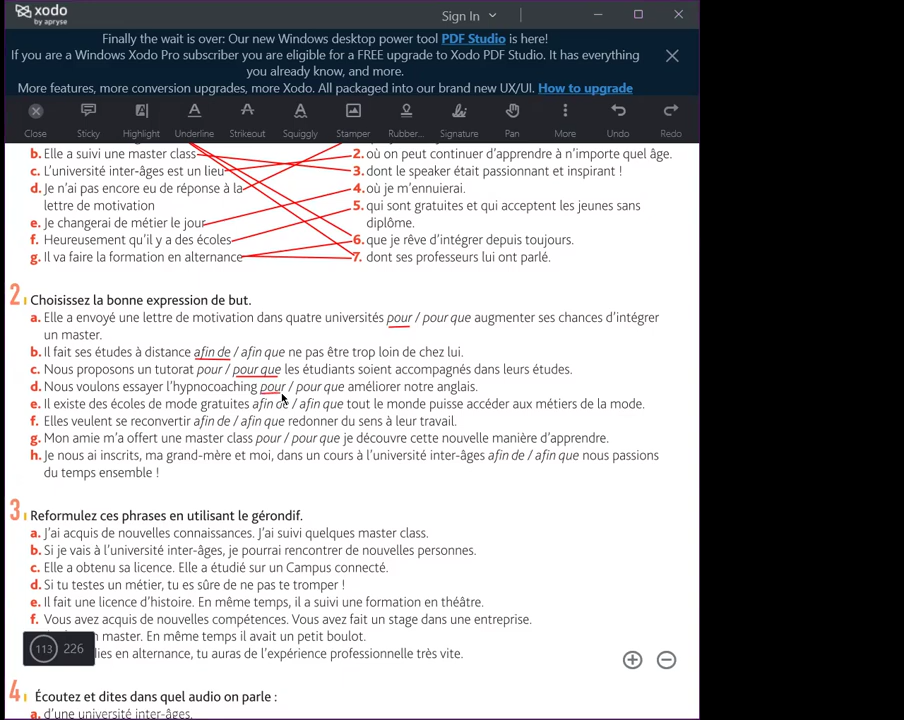 xodo
by apryse
Sign In
Finally the wait is over: Our new Windows desktop power tool PDF Studio is here!
If you are a Windows Xodo Pro subscriber you are eligible for a FREE upgrade to Xodo PDF Studio. It has everything
you already know, and more.
More features, more conversion upgrades, more Xodo. All packaged into our brand new UX/UI. How to upgrade
Close
Sticky
Highlight
Underline
Strikeout
Squiggly
Stamper
Rubber...
Signature
Pan
More
Undo
Redo
b. Elle a suivi une master class
c. L'université inter-âges est un lieu
d. Je n'ai pas encore eu de réponse à la
lettre de motivation
e. Je changerai de métier le jour
f. Heureusement qu'il y a des écoles
g. Il va faire la formation en alternance
2. où on peut continuer d'apprendre à n'importe quel âge.
3. dont le speaker était passionnant et inspirant !
4. où je m'ennuierai.
5. qui sont gratuites et qui acceptent les jeunes sans
diplôme.
6. que je rêve d'intégrer depuis toujours.
7. dont ses professeurs lui ont parlé.
2 Choisissez la bonne expression de but.
a. Elle a envoyé une lettre de motivation dans quatre universités pour / pour que augmenter ses chances d'intégrer
un master.
b. Il fait ses études à distance afin de / afin que ne pas être trop loin de chez lui.
c. Nous proposons un tutorat pour / pour que les étudiants soient accompagnés dans leurs études.
d. Nous voulons essayer l'hypnocoaching pour / pour que améliorer notre anglais.
e. Il existe des écoles de mode gratuites afin de / afin que tout le monde puisse accéder aux métiers de la mode.
f. Elles veulent se reconvertir afin de / afin que redonner du sens à leur travail.
g. Mon amie m'a offert une master class pour / pour que je découvre cette nouvelle manière d'apprendre.
h. Je nous ai inscrits, ma grand-mère et moi, dans un cours à l'université inter-âges afin de / afin que nous passions
du temps ensemble !
3 Reformulez ces phrases en utilisant le gérondif.
a. J'ai acquis de nouvelles connaissances. J'ai suivi quelques master class.
b. Si je vais à l'université inter-âges, je pourrai rencontrer de nouvelles personnes.
c. Elle a obtenu sa licence. Elle a étudié sur un Campus connecté.
d. Si tu testes un métier, tu es sûre de ne pas te tromper !
e. Il fait une licence d'histoire. En même temps, il a suivi une formation en théâtre.
f. Vous avez acquis de nouvelles compétences. Vous avez fait un stage dans une entreprise.
n master. En même temps il avait un petit boulot.
113 226
lies en alternance, tu auras de l'expérience professionnelle très vite.
4 Écoutez et dites dans quel audio on parle :
a. d'une université inter-âges.